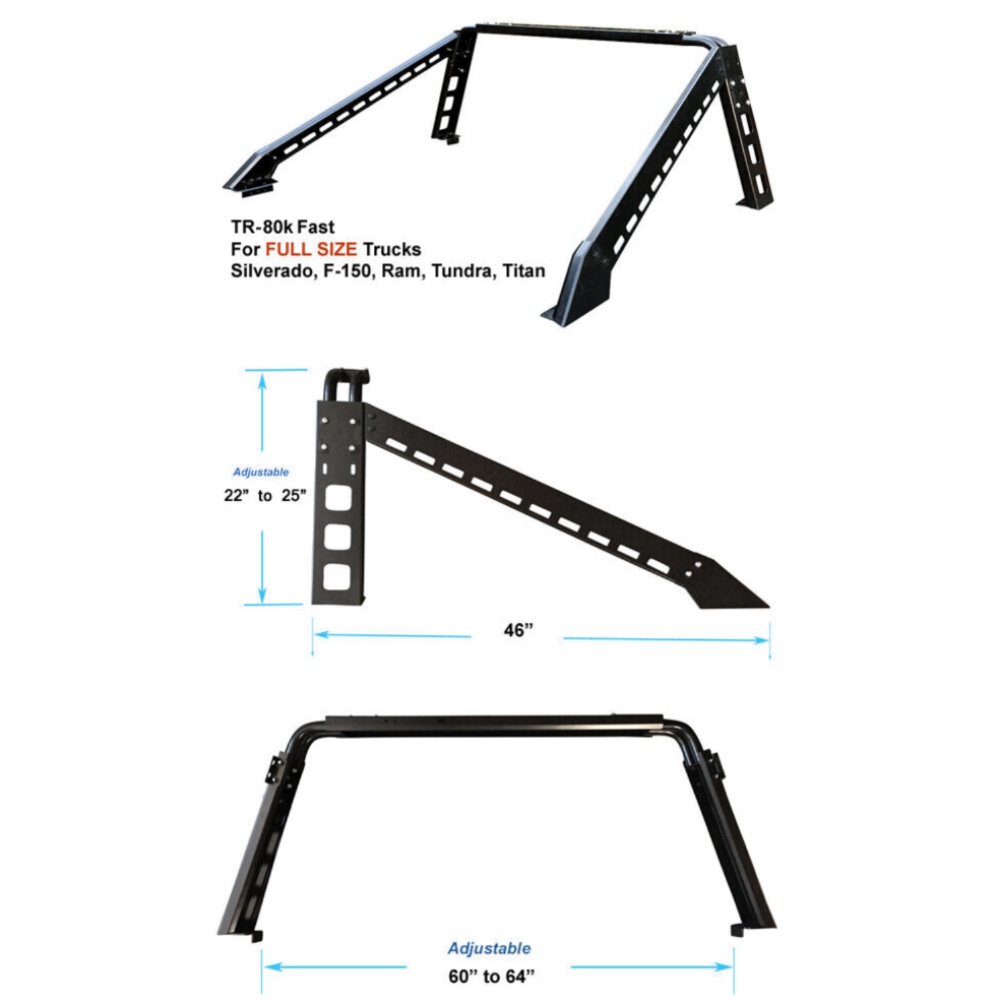 TR-80k Fast
For FULL SIZE Trucks
Silverado, F-150, Ram, Tundra, Titan
Adjustable
22” to 25”
46”
Adjustable
60” to 64”